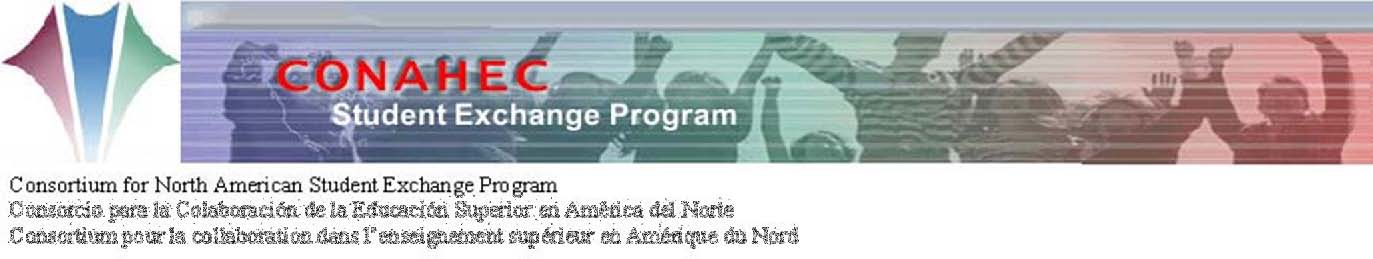 CONAHEC
Student Exchange Program
Consortium for North American Student Exchange Program
Consorcio para la Colaboración de la Educación Superior en América del Norte
Consortium pour la collaboration dans l'enseignement supérieur en Amérique du Nord